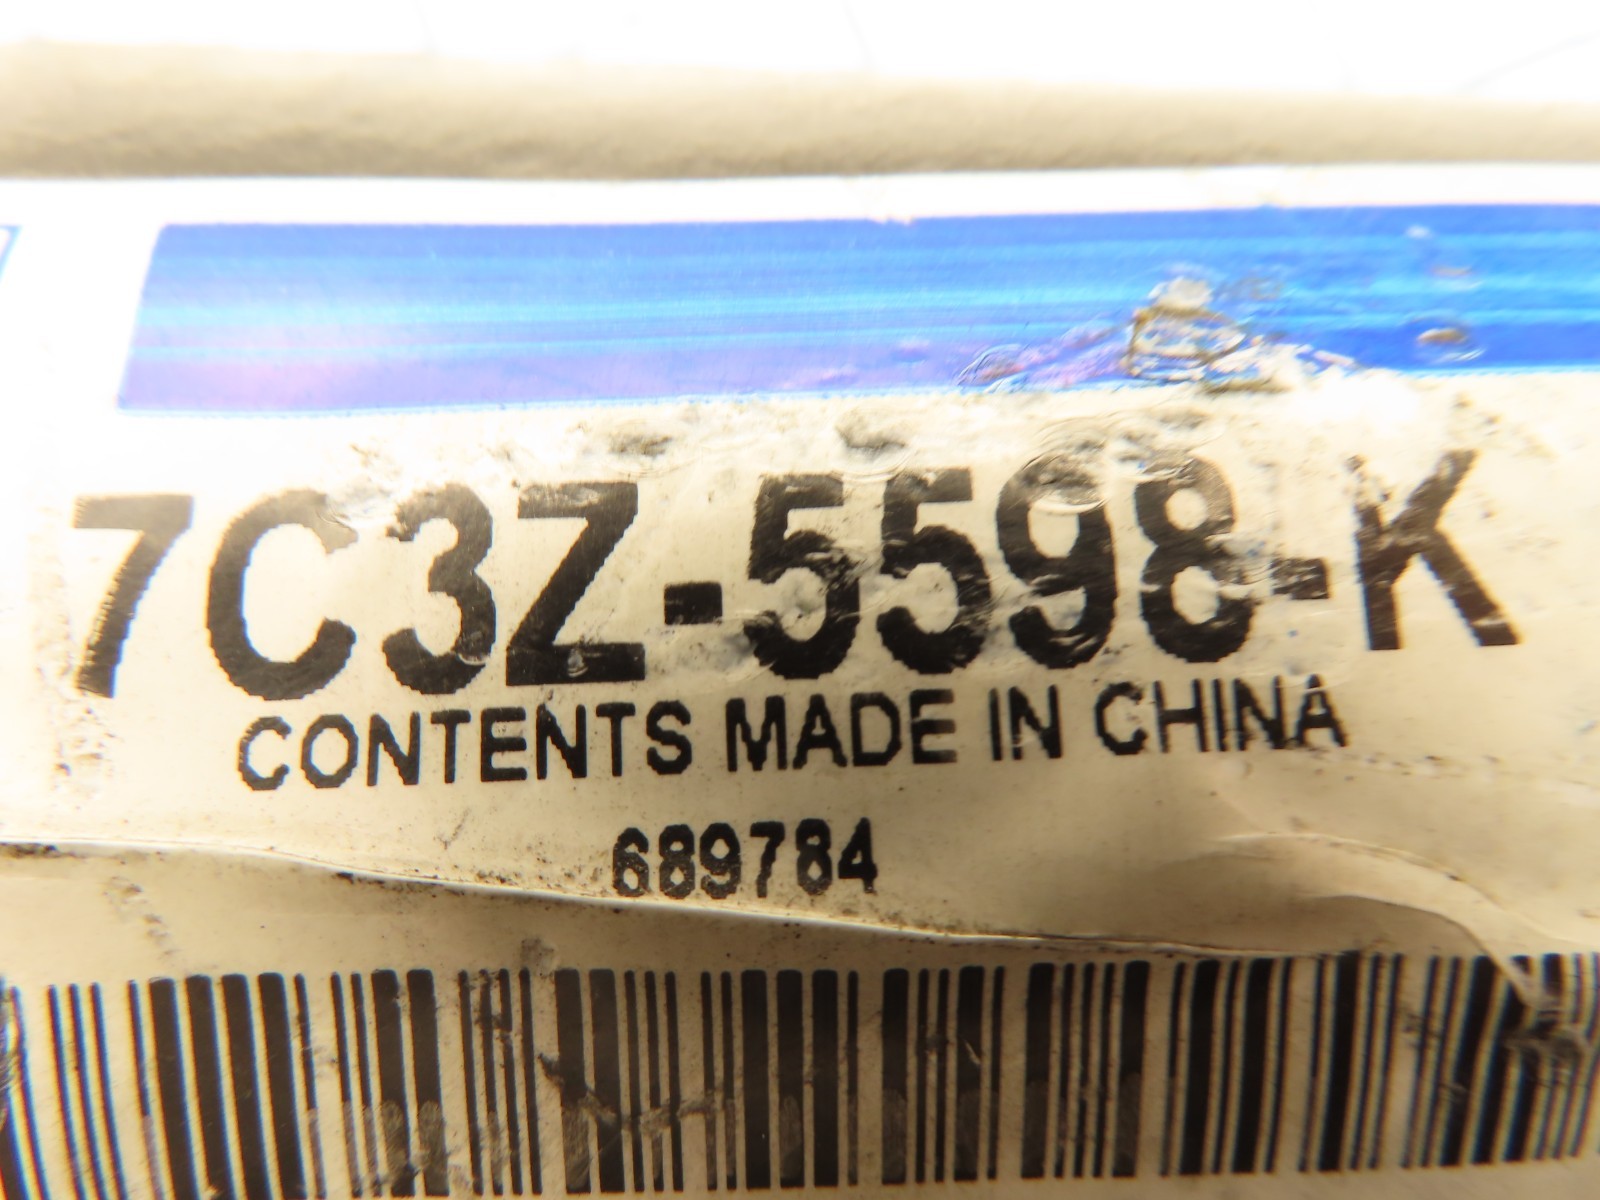 7C3Z-5598-K
CONTENTS MADE IN CHINA
689784